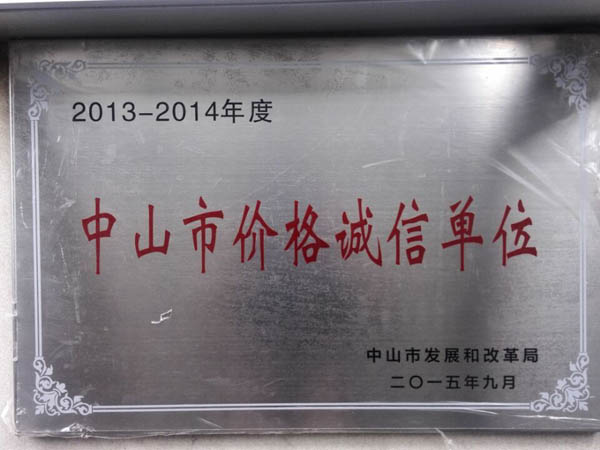 2013-2014年度
中山市价格诚信单位
中山市发展和改革局
二〇一五年九月